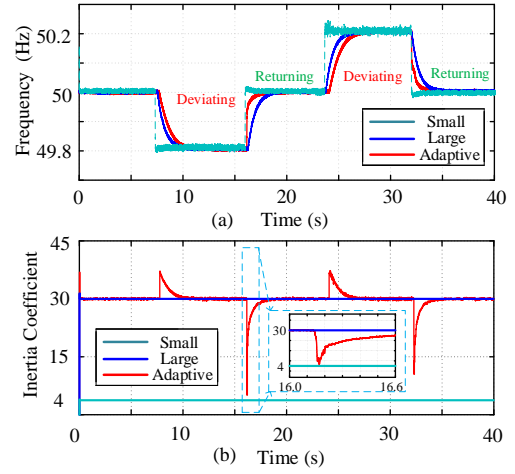 Frequency (Hz)
50.2
50
49.8
Deviating
Returning
Deviating
Returning
Small
Large
Adaptive
0
10
20
30
40
(a)
Time (s)
Inertia Coefficient
45
30
15
4
Small
Large
Adaptive
30
4
16.0
16.6
0
10
20
30
40
(b)
Time (s)